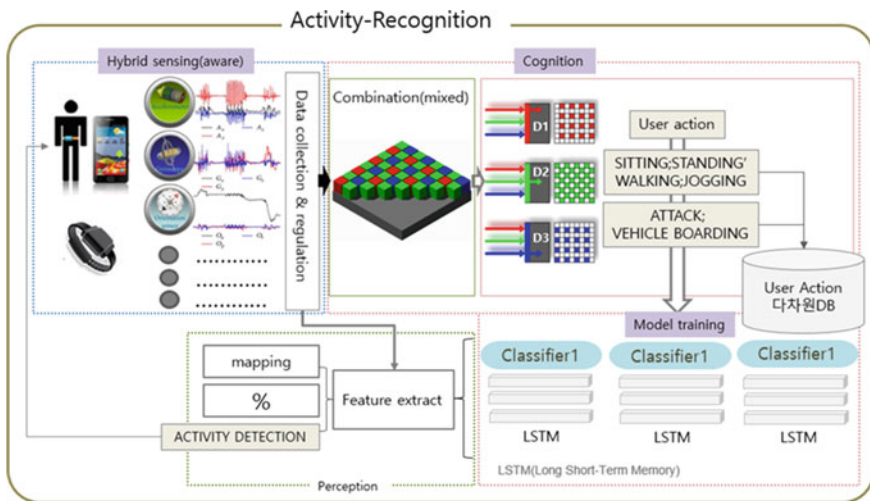 Activity-Recognition
Hybrid sensing(aware)
Cognition
Data collection & regulation
Combination(mixed)
D1
D2
D3
User action
SITTING;STANDING'
WALKING;JOGGING
ATTACK;
VEHICLE BOARDING
User Action
다차원DB
Model training
Classifier1
Classifier1
Classifier1
LSTM
LSTM
LSTM
LSTM(Long Short-Term Memory)
mapping
%
Feature extract
ACTIVITY DETECTION
Perception